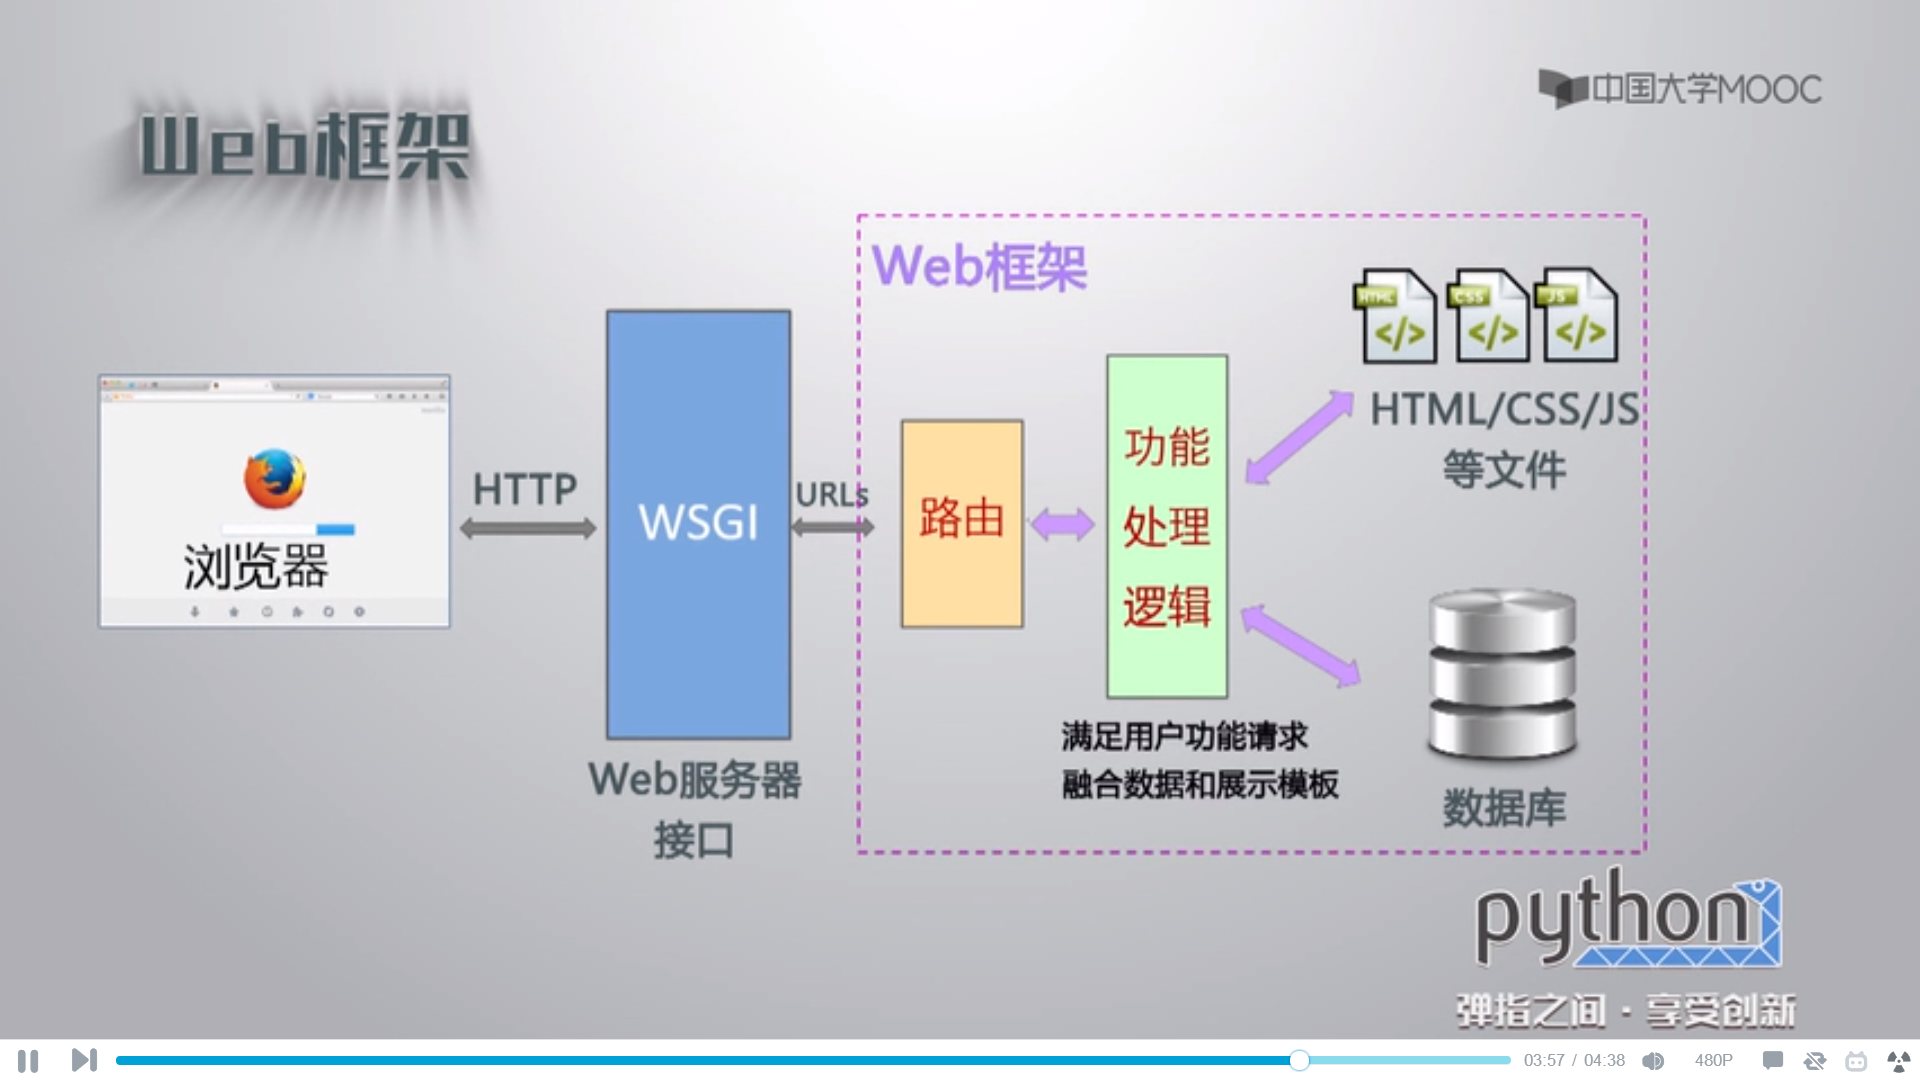 中国大学MOOC
Web框架
Web框架
HTML
CSS
JS
HTML/CSS/JS
等文件
HTTP
WSGI
URLs
路由
功能
处理
逻辑
浏览器
Web服务器
接口
满足用户功能请求
融合数据和展示模板
数据库
python
弹指之间·享受创新
03:57 / 04:38
480P